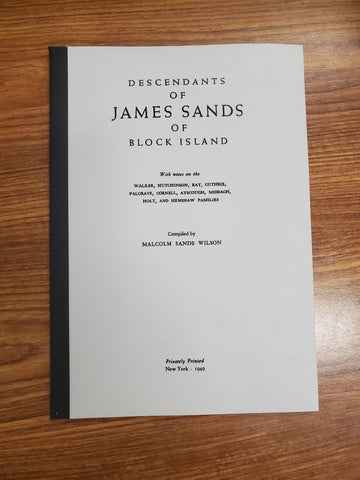 DESCENDANTS
OF
JAMES SANDS
OF
BLOCK ISLAND
With notes on the
WALKER, HUTCHINSON, RAY, GUTHRIE,
PALGRAVE, CORNELL, AYSCOUGH, MIDDAGH,
HOLT, AND HENSHAW FAMILIES
Compiled by
MALCOLM SANDS WILSON
Privately Printed
New York - 1949